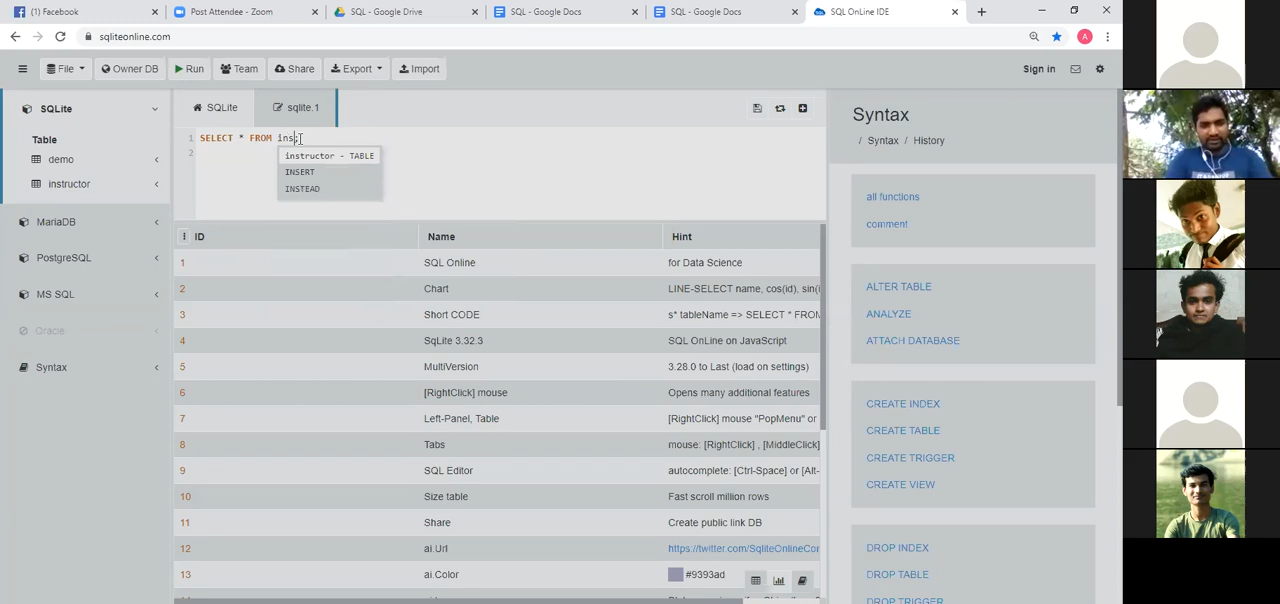 Facebook
Post Attendee - Zoom
SQL - Google Drive
SQL - Google Docs
SQL - Google Docs
SQL OnLine IDE
sqliteonline.com
A
File
Owner DB
Run
Team
Share
Export
Import
Sign in
SQLite
Table
demo
instructor
MariaDB
PostgreSQL
MS SQL
Oracle
Syntax
SQLite
sqlite.1
1 SELECT * FROM ins;
2
instructor - TABLE
INSERT
INSTEAD
ID Name Hint
1 SQL Online for Data Science
2 Chart LINE-SELECT name, cos(id), sin(i
3 Short CODE s* tableName => SELECT * FROM
4 SqLite 3.32.3 SQL OnLine on JavaScript
5 MultiVersion 3.28.0 to Last (load on settings)
6 [RightClick] mouse Opens many additional features
7 Left-Panel, Table [RightClick] mouse "PopMenu" or
8 Tabs mouse: [RightClick] , [MiddleClick]
9 SQL Editor autocomplete: [Ctrl-Space] or [Alt-
10 Size table Fast scroll million rows
11 Share Create public link DB
12 ai.Url https://twitter.com/SqliteOnlineCor
13 ai.Color #9393ad
Syntax
/ Syntax / History
all functions
comment
ALTER TABLE
ANALYZE
ATTACH DATABASE
CREATE INDEX
CREATE TABLE
CREATE TRIGGER
CREATE VIEW
DROP INDEX
DROP TABLE
DROP TRIGGER